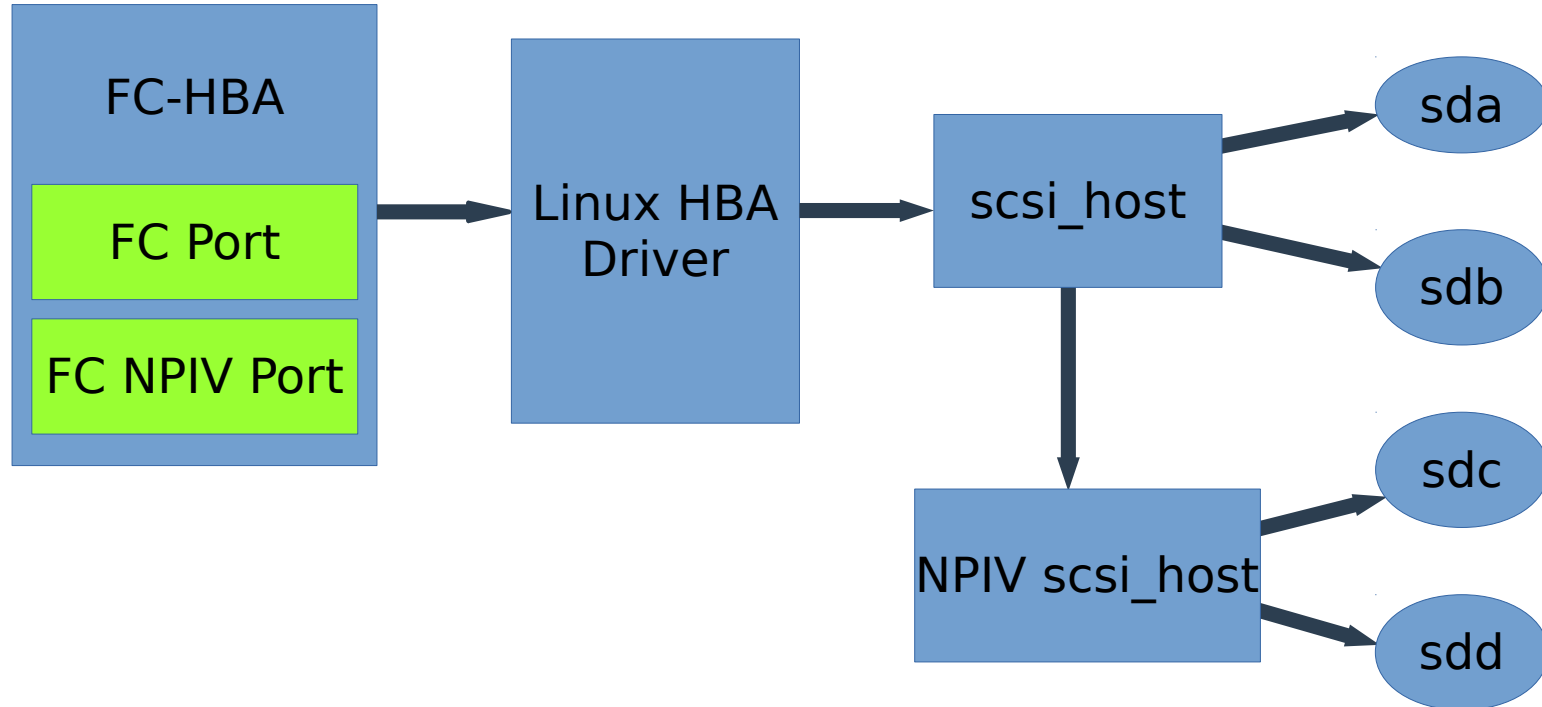 FC-HBA
FC Port
FC NPIV Port
Linux HBA
Driver
scsi_host
sda
sdb
NPIV scsi_host
sdc
sdd